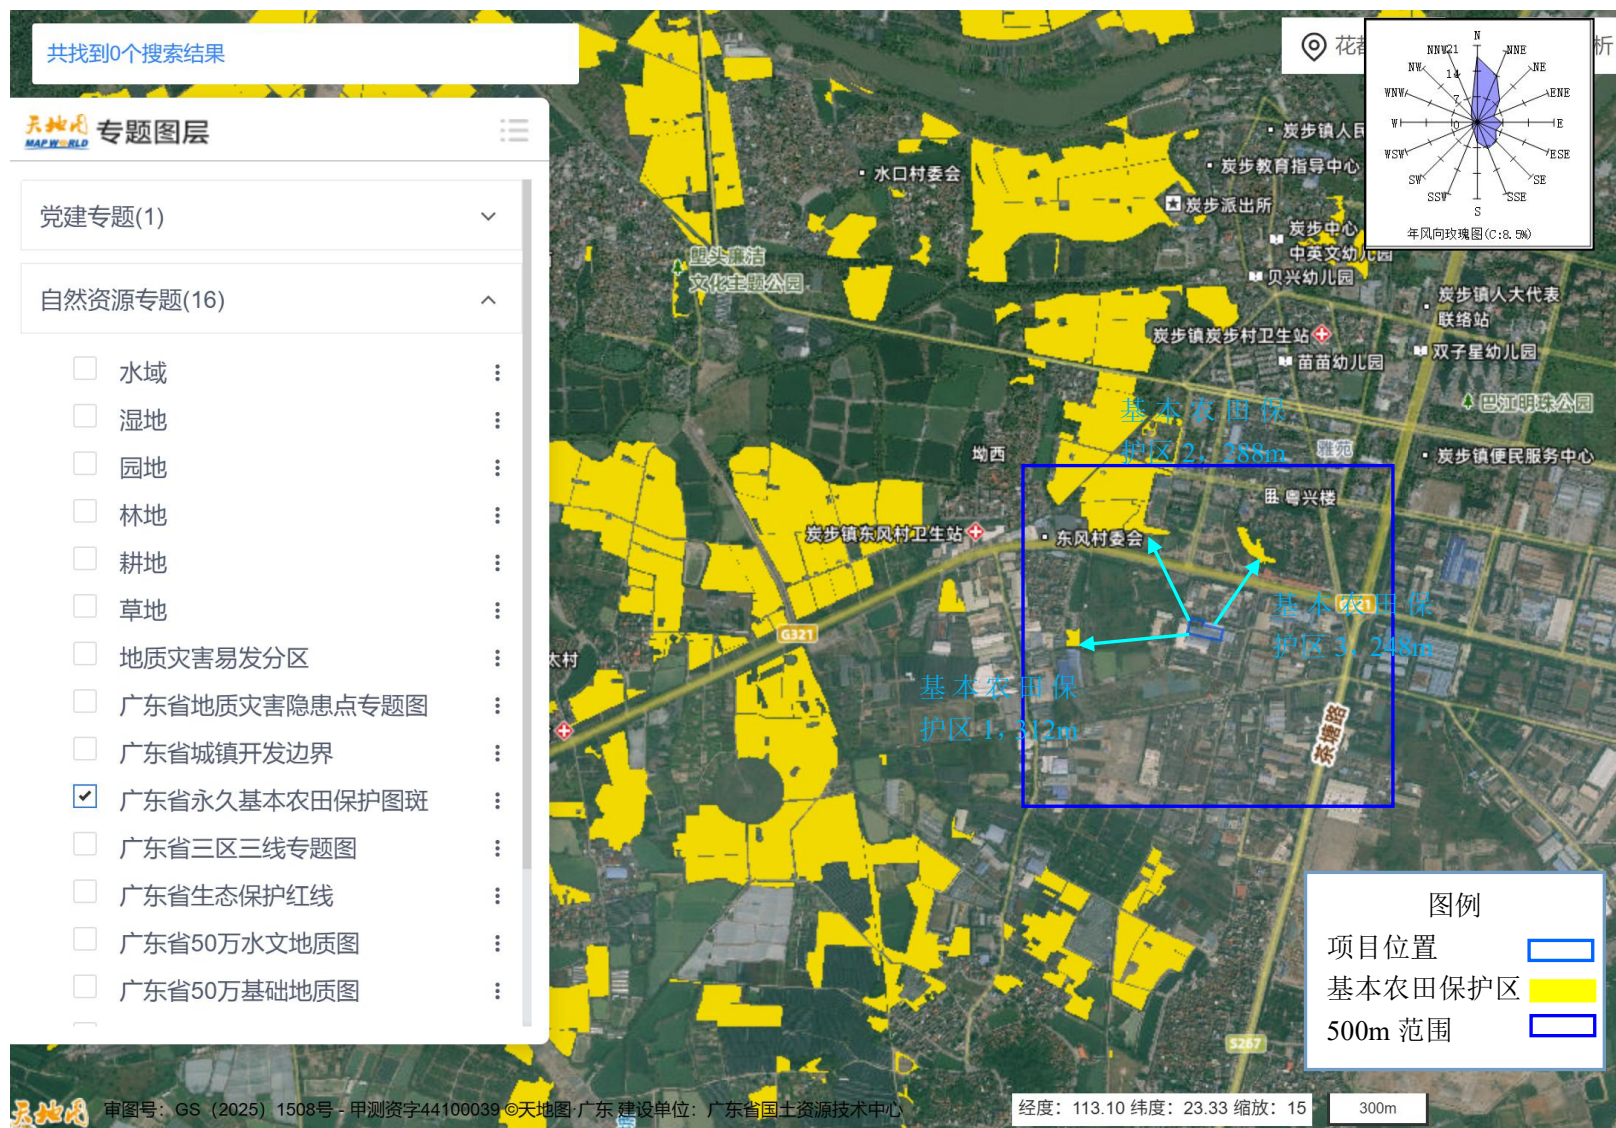 共找到0个搜索结果
天地图
MAP WORLD
专题图层
党建专题(1)
自然资源专题(16)
水域
湿地
园地
林地
耕地
草地
地质灾害易发分区
广东省地质灾害隐患点专题图
广东省城镇开发边界
广东省永久基本农田保护图斑
广东省三区三线专题图
广东省生态保护红线
广东省50万水文地质图
广东省50万基础地质图
花都
析
N
NNW
21
NNE
NW
14
NE
WNW
7
ENE
W
0
E
WSW
ESE
SW
SE
SSW
SSE
S
年风向玫瑰图(C:8.5%)
炭步镇人民
炭步教育指导中心
水口村委会
炭步派出所
炭步中心
中英文幼儿园
贝兴幼儿园
塱头廉洁
文化主题公园
炭步镇人大代表
联络站
炭步镇炭步村卫生站
双子星幼儿园
苗苗幼儿园
巴江明珠公园
基本农田保
护区 2，288m
雅苑
坳西
炭步镇便民服务中心
粤兴楼
炭步镇东风村卫生站
东风村委会
基本农田保
护区 3，248m
G321
G321
太村
基本农田保
护区 1，312m
茶塘路
S267
图例
项目位置
基本农田保护区
500m 范围
天地图
审图号：GS（2025）1508号 - 甲测资字44100039 ©天地图·广东 建设单位：广东省国土资源技术中心
经度：113.10 纬度：23.33 缩放：15
300m